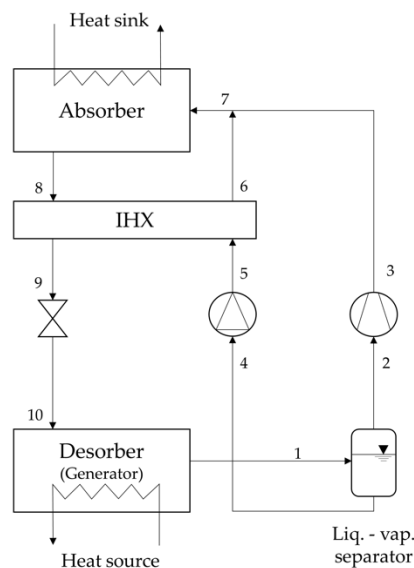 Heat sink
Absorber
7
8
6
IHX
9
5
3
4
2
10
Desorber
(Generator)
1
Heat source
Liq. - vap.
separator